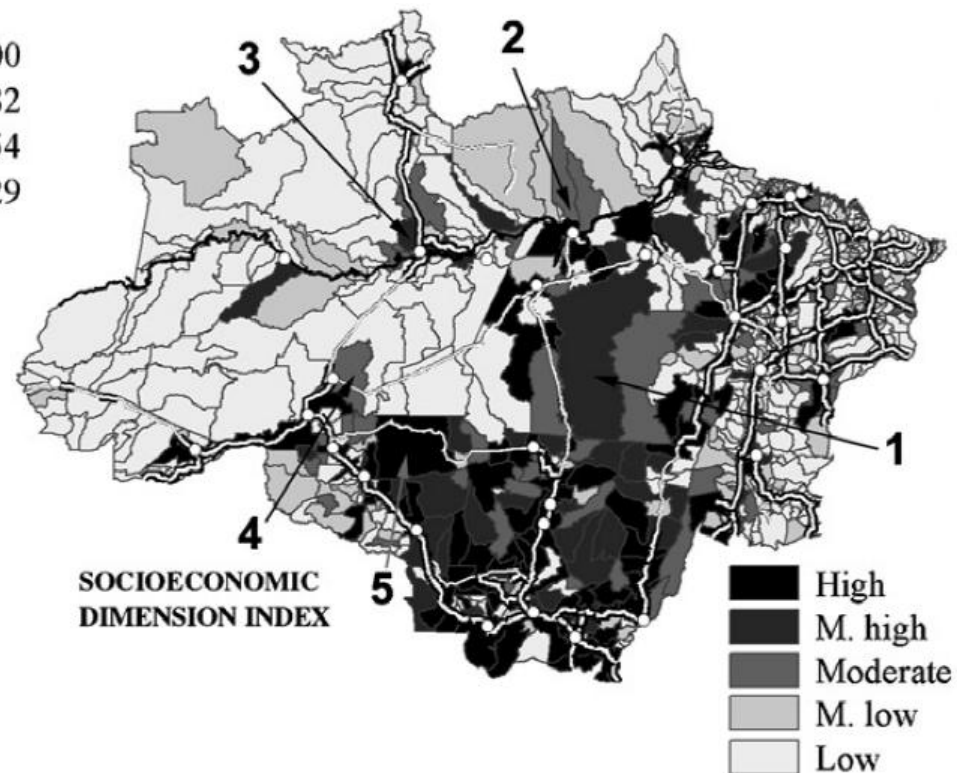 2
3
1
4
5
SOCIOECONOMIC
DIMENSION INDEX
High
M. high
Moderate
M. low
Low